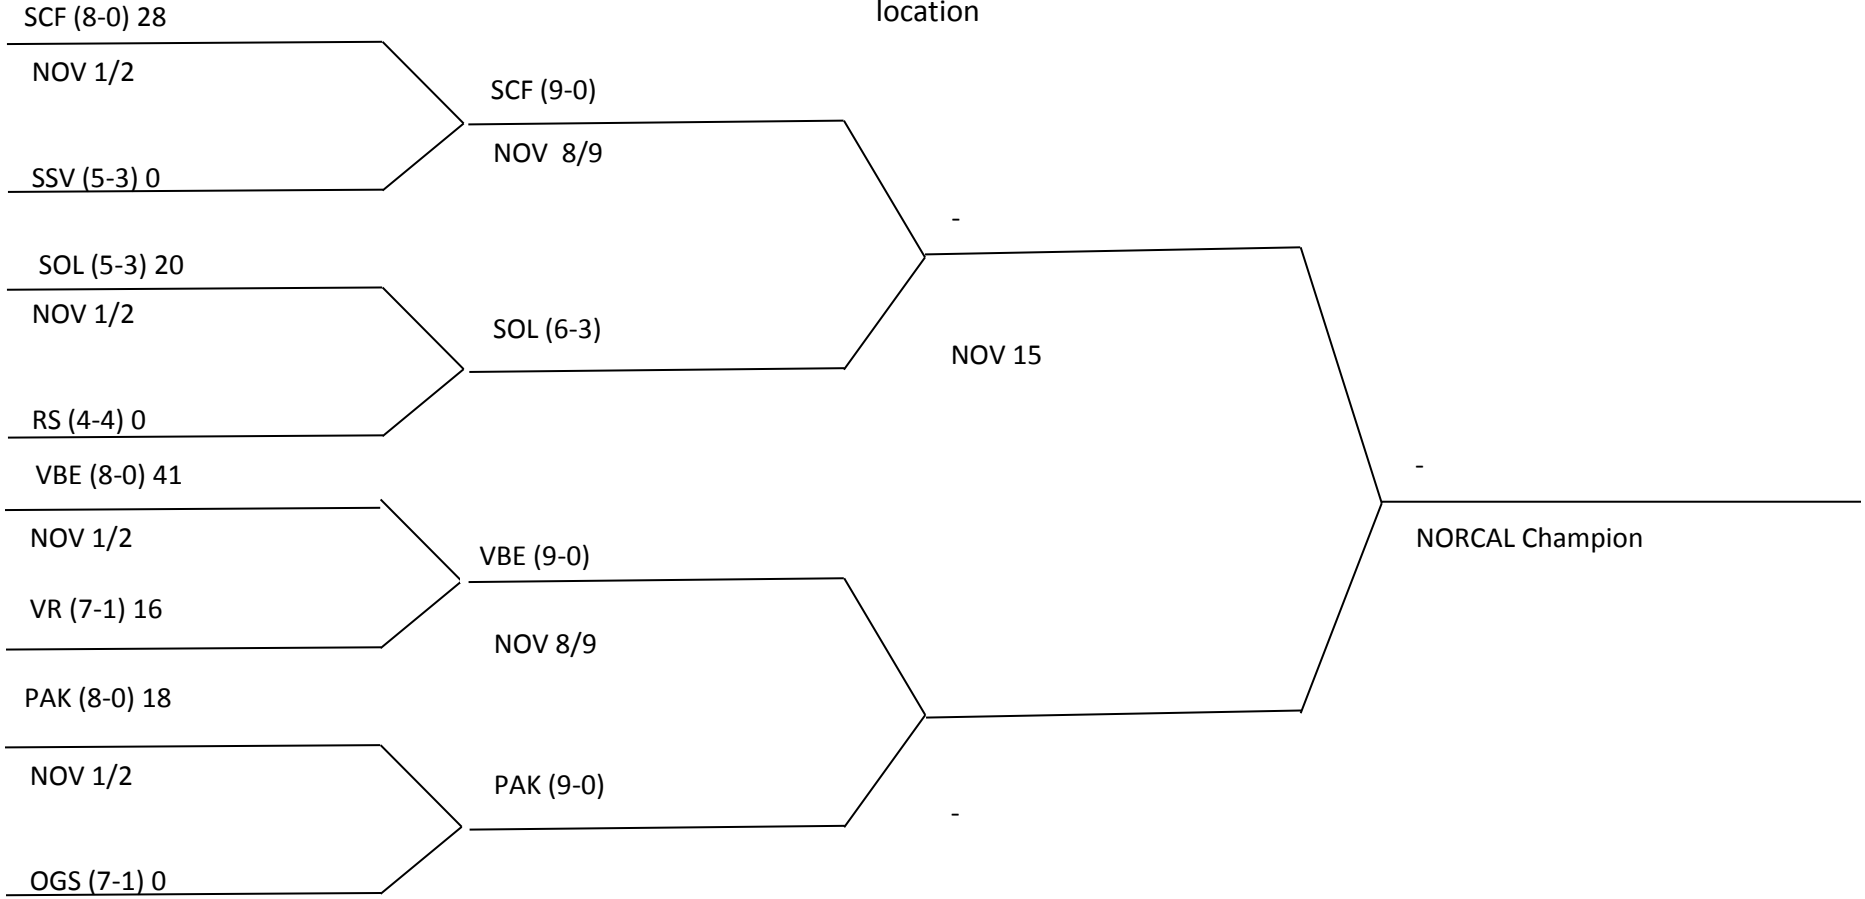 location
SCF (8-0) 28
NOV 1/2
SSV (5-3) 0
SOL (5-3) 20
NOV 1/2
RS (4-4) 0
VBE (8-0) 41
NOV 1/2
VR (7-1) 16
PAK (8-0) 18
NOV 1/2
OGS (7-1) 0
SCF (9-0)
NOV  8/9
SOL (6-3)
VBE (9-0)
NOV 8/9
PAK (9-0)
-
NOV 15
-
-
NORCAL Champion